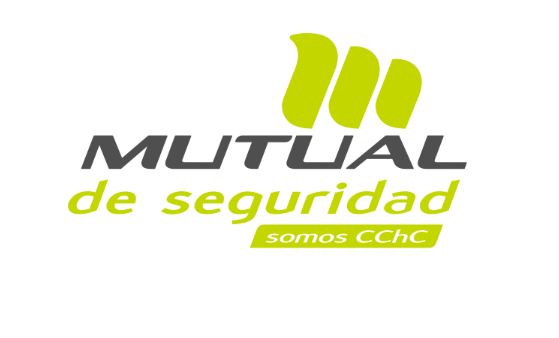 MUTUAL
de seguridad
somos CChC